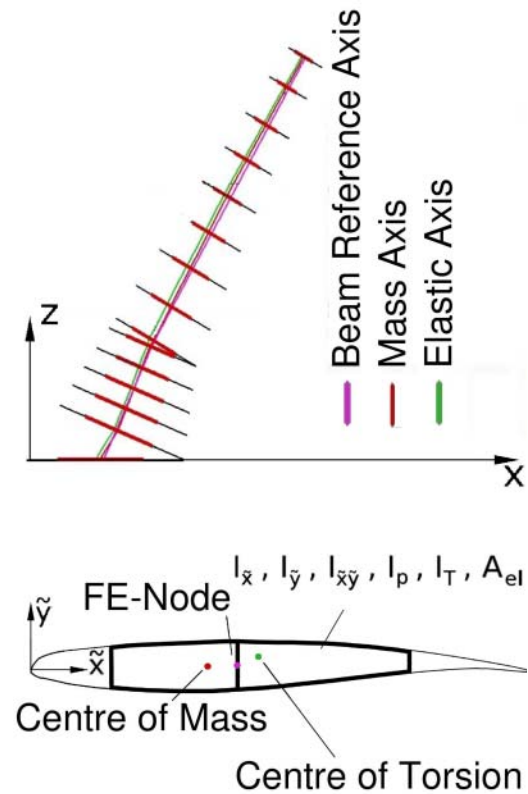 Beam Reference Axis
Mass Axis
Elastic Axis
z
x
I_x̃ , I_ỹ , I_x̃ỹ , I_p , I_T , A_el
FE-Node
ỹ
x̃
Centre of Mass
Centre of Torsion